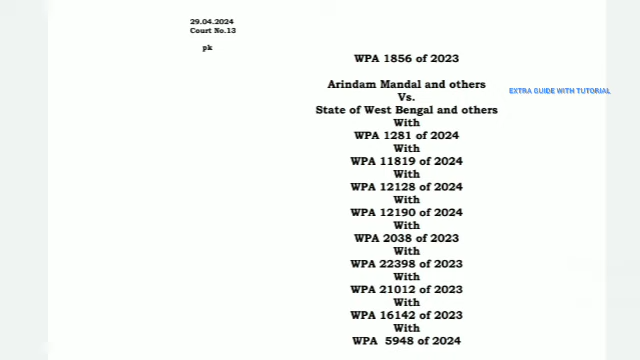 29.04.2024
Court No.13
pk
WPA 1856 of 2023
Arindam Mandal and others
Vs.
State of West Bengal and others
With
WPA 1281 of 2024
With
WPA 11819 of 2024
With
WPA 12128 of 2024
With
WPA 12190 of 2024
With
WPA 2038 of 2023
With
WPA 22398 of 2023
With
WPA 21012 of 2023
With
WPA 16142 of 2023
With
WPA 5948 of 2024
EXTRA GUIDE WITH TUTORIAL